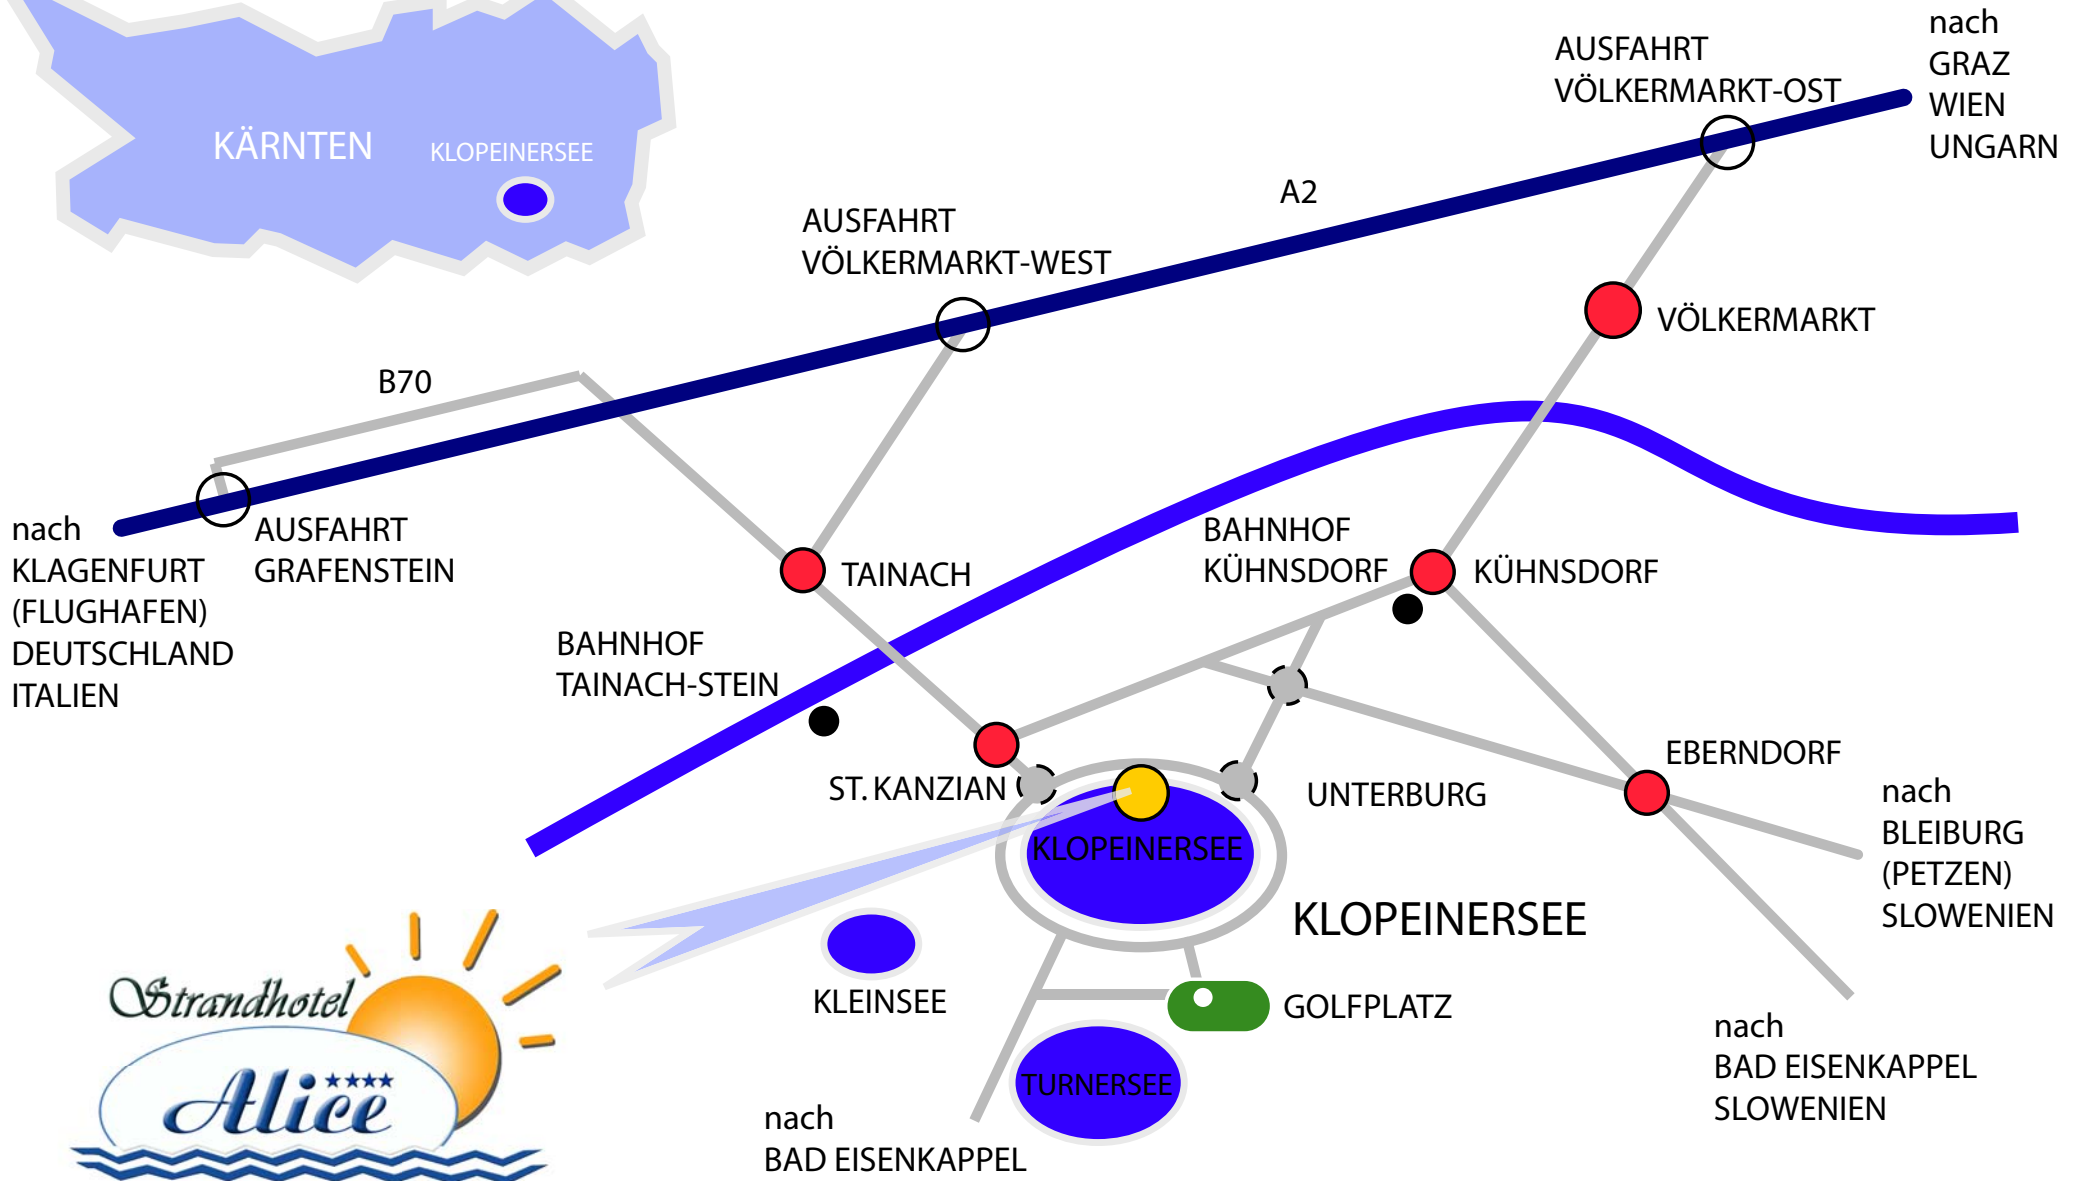 nach
GRAZ
WIEN
UNGARN
AUSFAHRT
VÖLKERMARKT-OST
KÄRNTEN
KLOPEINERSEE
A2
AUSFAHRT
VÖLKERMARKT-WEST
VÖLKERMARKT
B70
nach
KLAGENFURT
(FLUGHAFEN)
DEUTSCHLAND
ITALIEN
AUSFAHRT
GRAFENSTEIN
TAINACH
BAHNHOF
KÜHNSDORF
KÜHNSDORF
BAHNHOF
TAINACH-STEIN
ST. KANZIAN
UNTERBURG
EBERNDORF
nach
BLEIBURG
(PETZEN)
SLOWENIEN
KLOPEINERSEE
KLOPEINERSEE
KLEINSEE
GOLFPLATZ
TURNERSEE
nach
BAD EISENKAPPEL
SLOWENIEN
nach
BAD EISENKAPPEL
Strandhotel
Alice